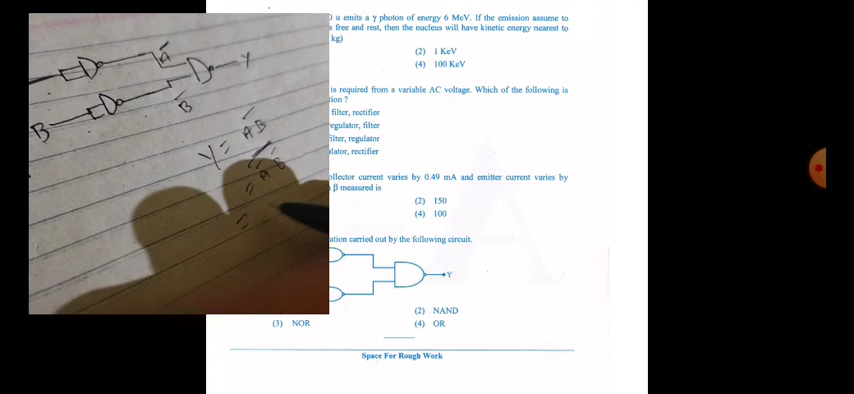 ) u emits a γ photon of energy 6 MeV. If the emission assume to
s free and rest, then the nucleus will have kinetic energy nearest to
kg)
(2) 1 KeV
(4) 100 KeV
is required from a variable AC voltage. Which of the following is
tion ?
filter, rectifier
regulator, filter
filter, regulator
ulator, rectifier
ollector current varies by 0.49 mA and emitter current varies by
β measured is
(2) 150
(4) 100
ration carried out by the following circuit.
Y
(2) NAND
(3) NOR
(4) OR
Space For Rough Work
A̅
Y
B
B̅
Y =
=
=